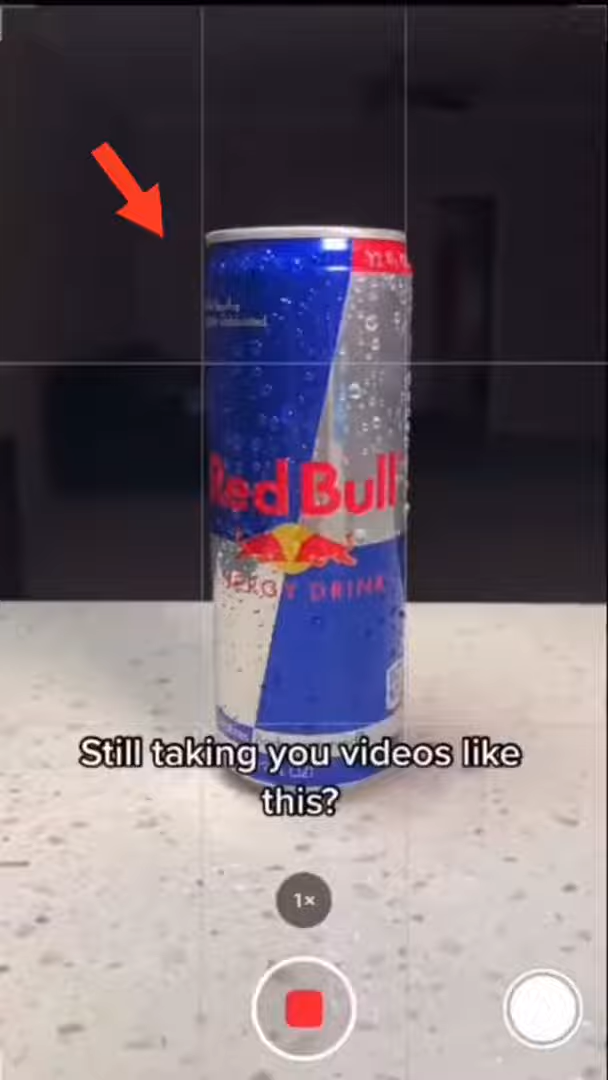 Red Bull
ENERGY DRINK
Still taking you videos like
this?
1×